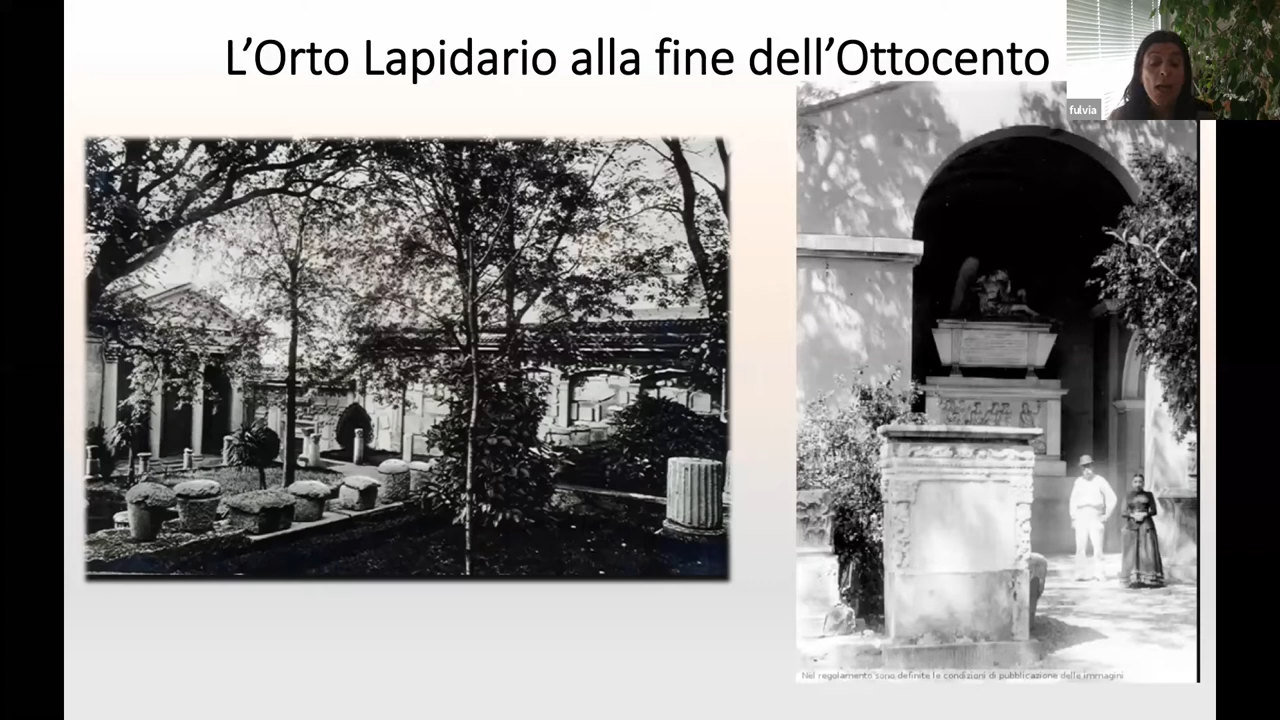 L’Orto Lapidario alla fine dell’Ottocento
fulvia
Nel regolamento sono definite le condizioni di pubblicazione delle immagini